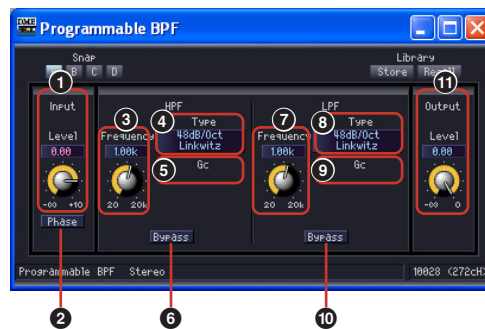 Programmable BPF
Snap
Library
B C D
Store Recall
1
11
Input
HPF
LPF
Output
3
4
Type
7
8
Type
Level
Frequency
48dB/Oct
Linkwitz
Frequency
48dB/Oct
Linkwitz
Level
0.00
1.00k
5
Gc
1.00k
9
Gc
0.00
-∞ +10
20 20k
20 20k
-∞ 0
Phase
Bypass
Bypass
Programmable BPF Stereo
10028 (272cH)
2
6
10